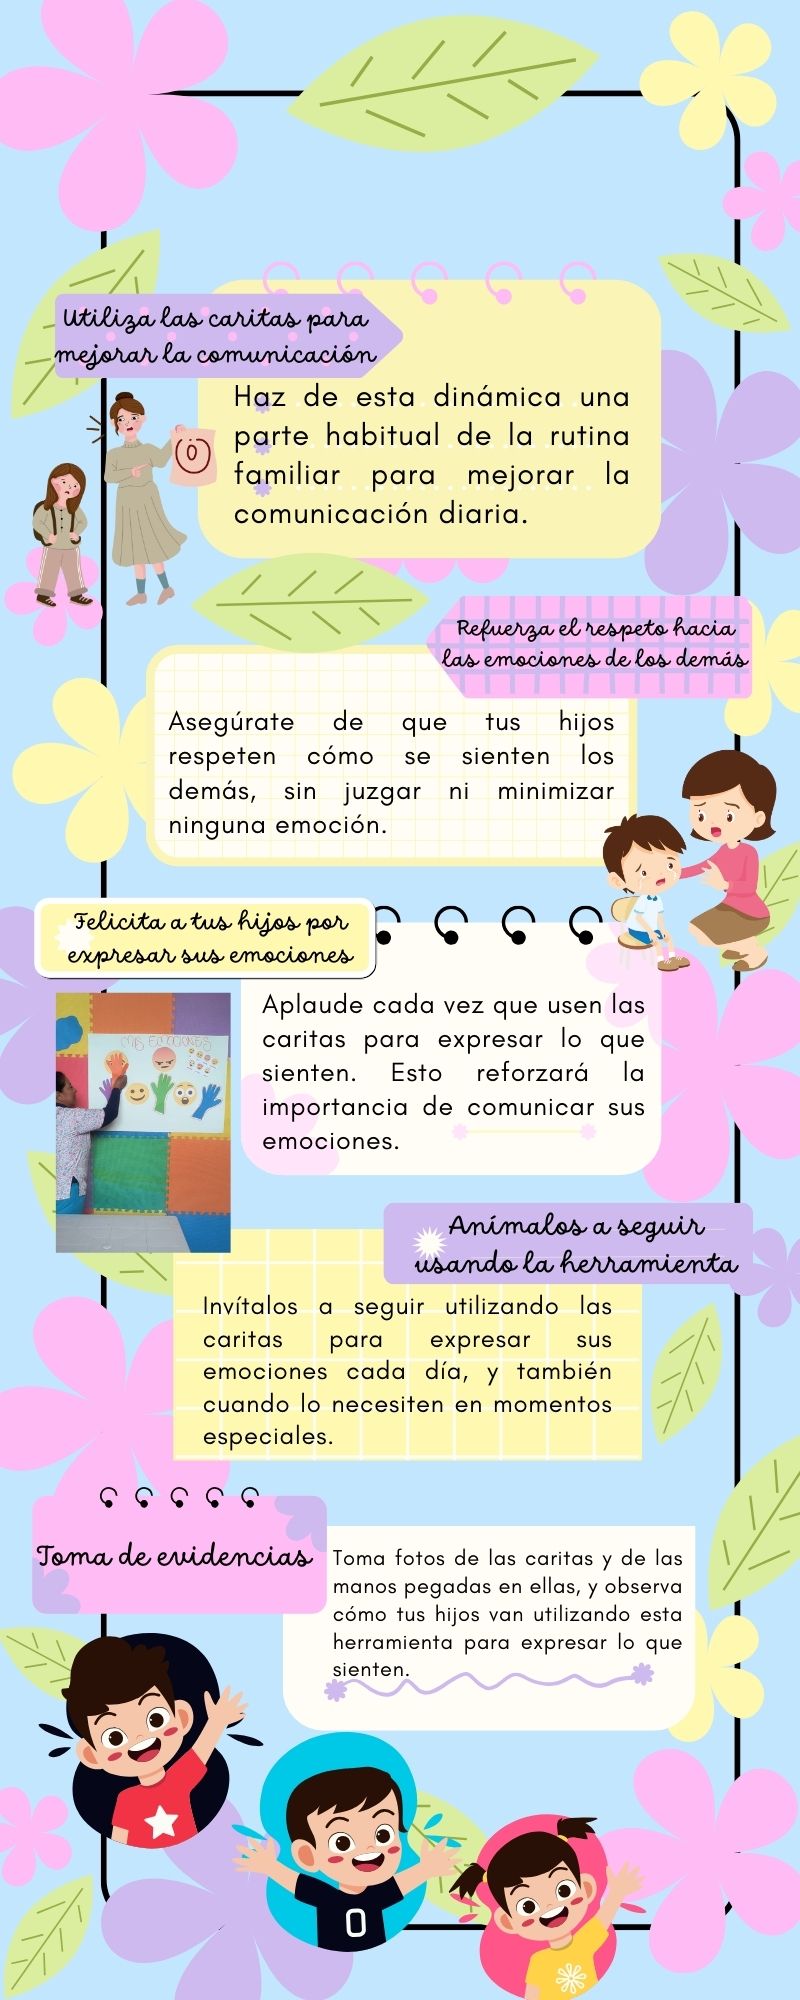 Utiliza las caritas para
mejorar la comunicación
Haz de esta dinámica una
parte habitual de la rutina
familiar para mejorar la
comunicación diaria.
Refuerza el respeto hacia
las emociones de los demás
Asegúrate de que tus hijos
respeten cómo se sienten los
demás, sin juzgar ni minimizar
ninguna emoción.
Felicita a tus hijos por
expresar sus emociones
MIS EMOCIONES
Aplaude cada vez que usen las
caritas para expresar lo que
sienten. Esto reforzará la
importancia de comunicar sus
emociones.
Anímalos a seguir
usando la herramienta
Invítalos a seguir utilizando las
caritas para expresar sus
emociones cada día, y también
cuando lo necesiten en momentos
especiales.
Toma de evidencias
Toma fotos de las caritas y de las
manos pegadas en ellas, y observa
cómo tus hijos van utilizando esta
herramienta para expresar lo que
sienten.
0